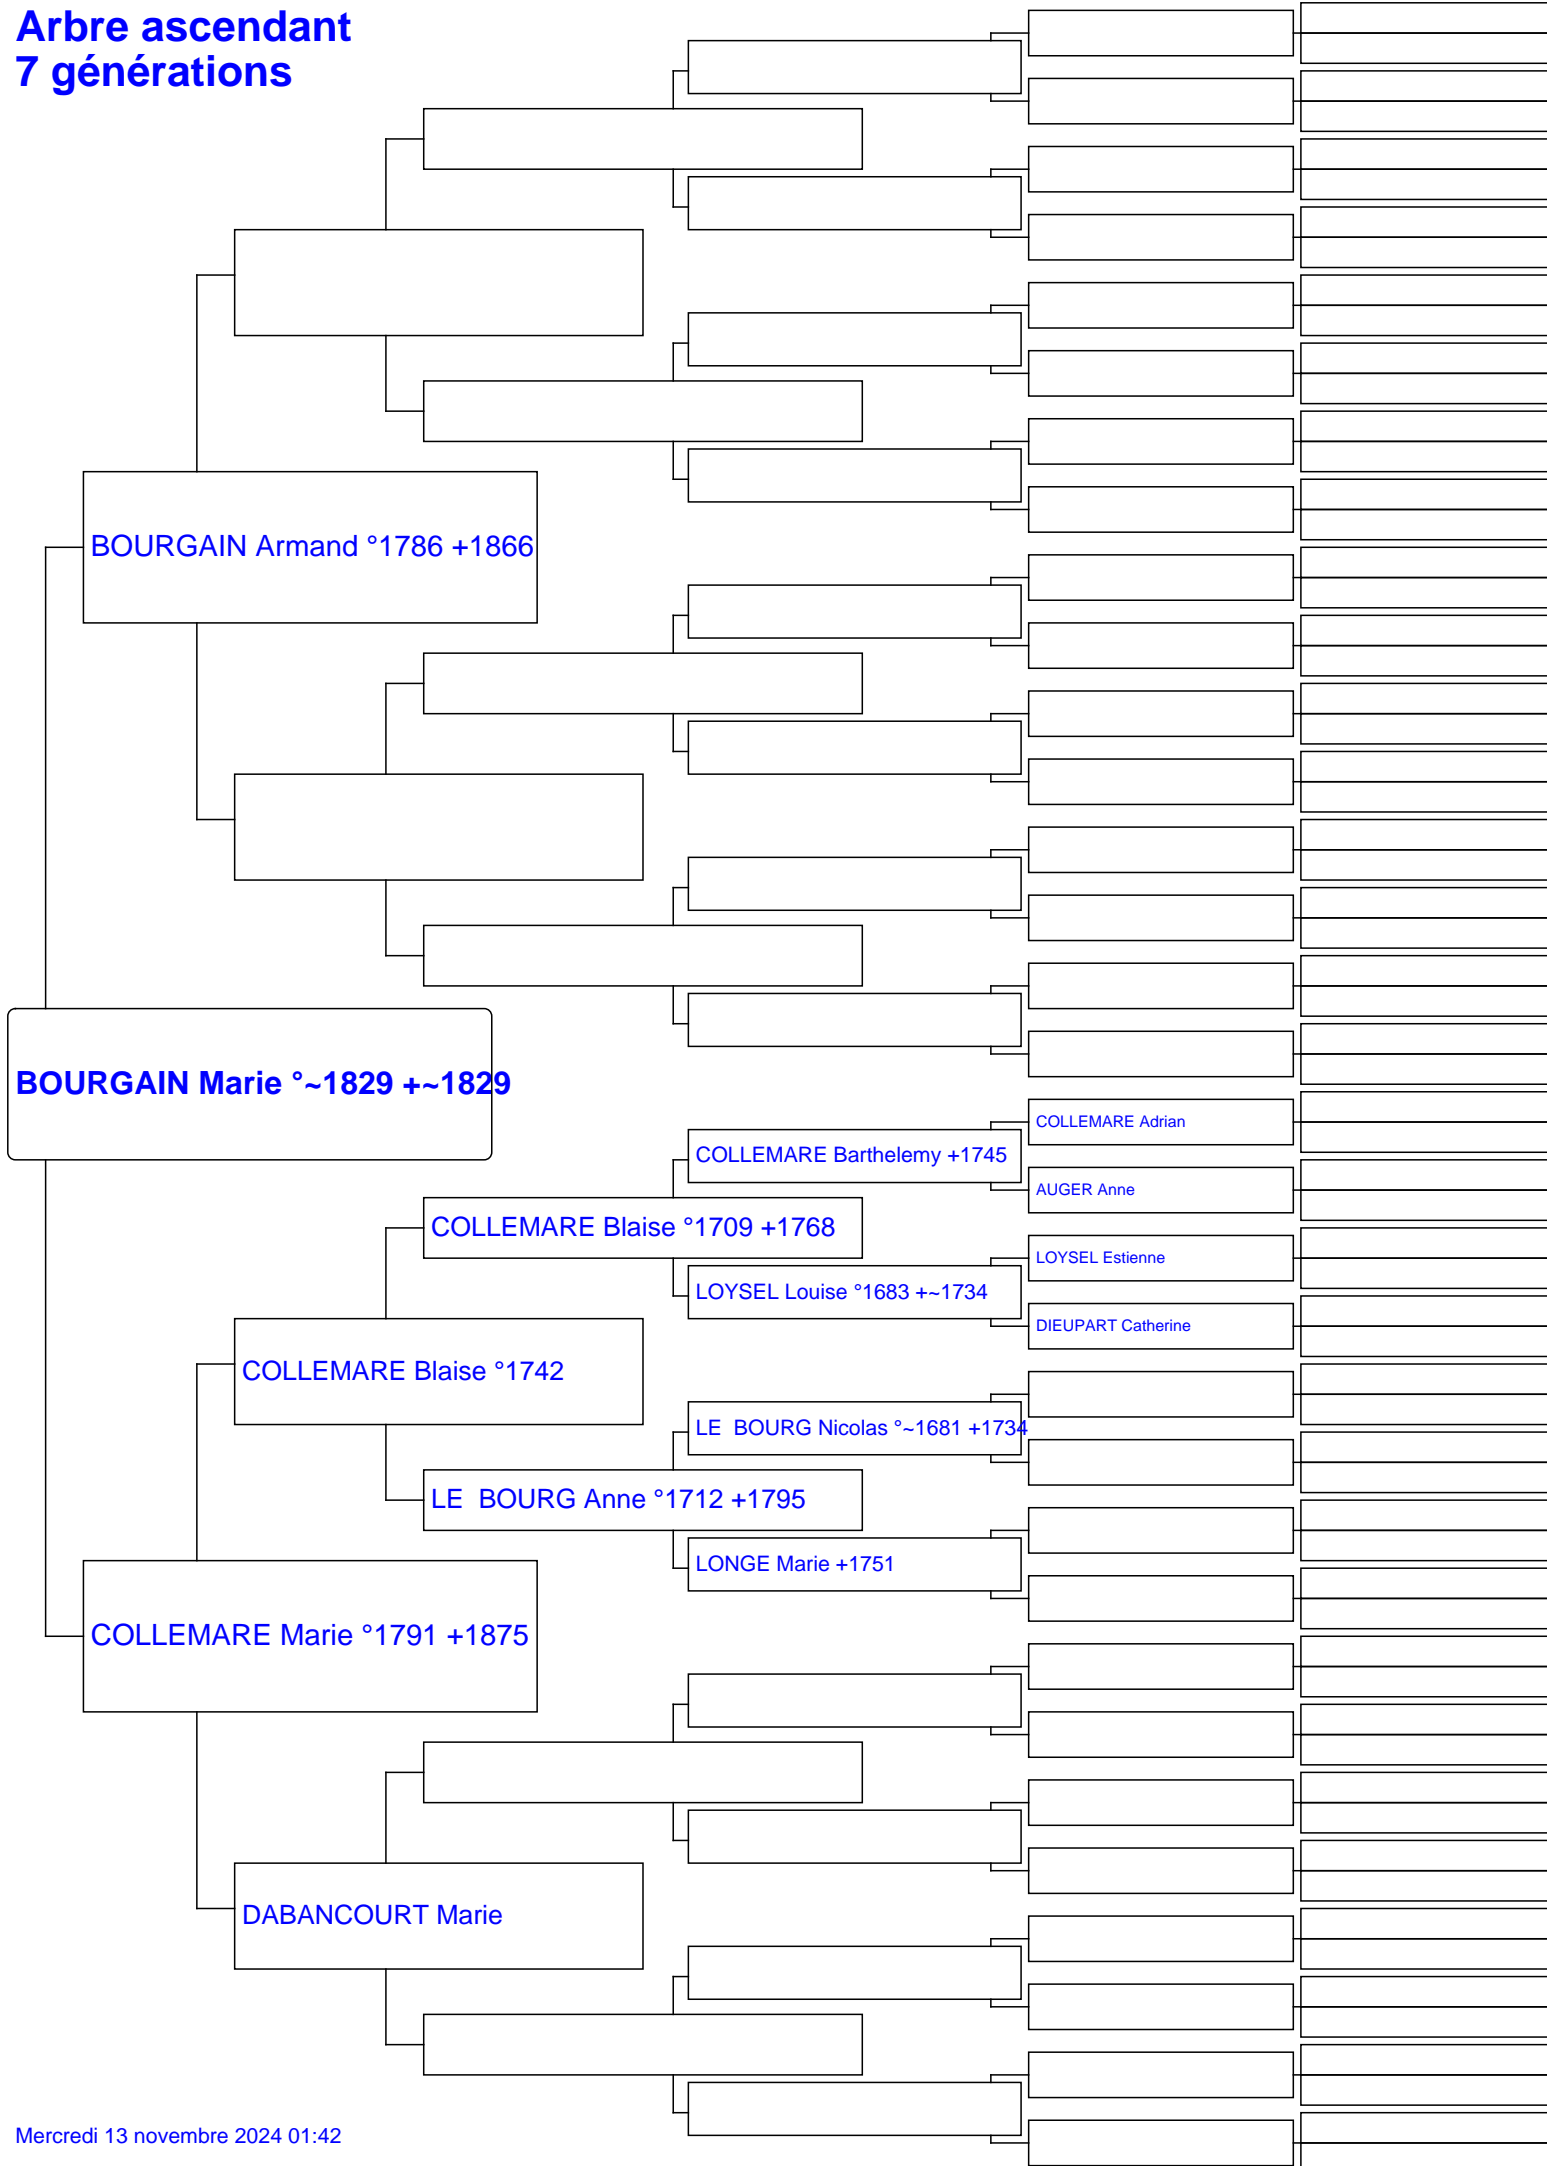 Arbre ascendant
7 générations
BOURGAIN Armand °1786 +1866
BOURGAIN Marie °~1829 +~1829
COLLEMARE Adrian
COLLEMARE Barthelemy +1745
AUGER Anne
COLLEMARE Blaise °1709 +1768
LOYSEL Estienne
LOYSEL Louise °1683 +~1734
DIEUPART Catherine
COLLEMARE Blaise °1742
LE  BOURG Nicolas °~1681 +1734
LE  BOURG Anne °1712 +1795
LONGE Marie +1751
COLLEMARE Marie °1791 +1875
DABANCOURT Marie
Mercredi 13 novembre 2024 01:42